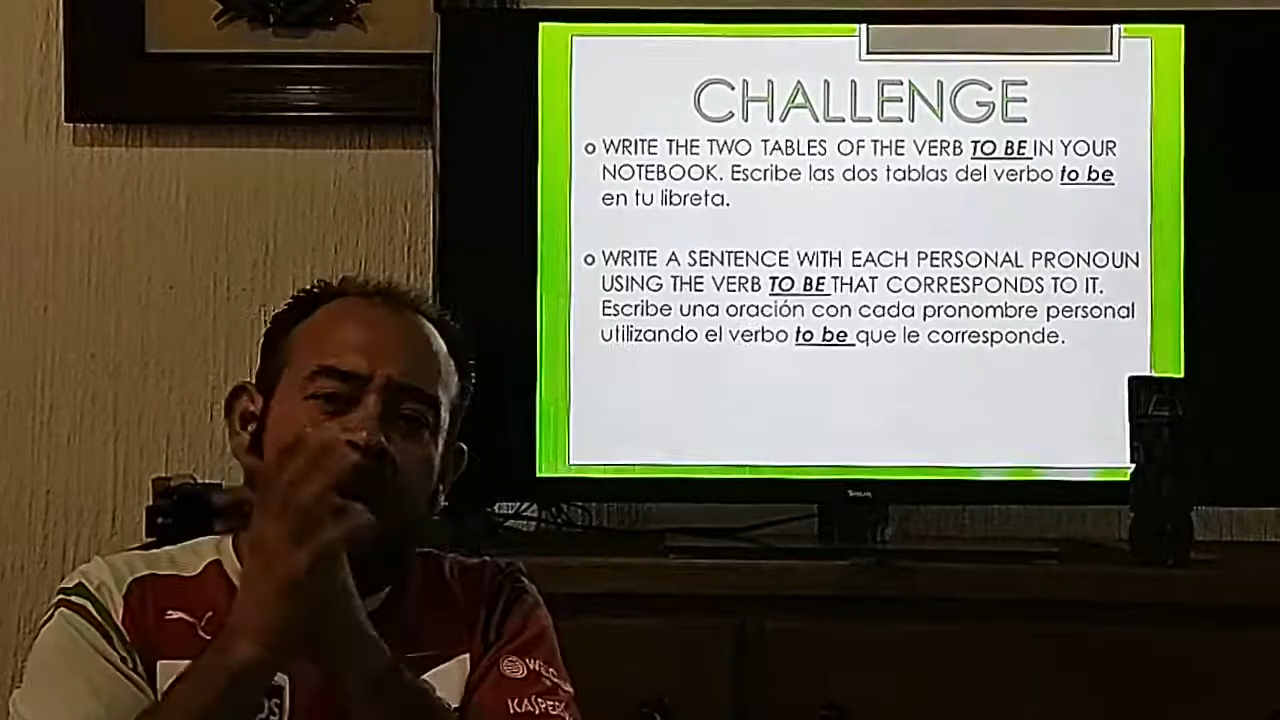 CHALLENGE
WRITE THE TWO TABLES OF THE VERB TO BE IN YOUR
NOTEBOOK. Escribe las dos tablas del verbo to be
en tu libreta.
WRITE A SENTENCE WITH EACH PERSONAL PRONOUN
USING THE VERB TO BE THAT CORRESPONDS TO IT.
Escribe una oración con cada pronombre personal
utilizando el verbo to be que le corresponde.